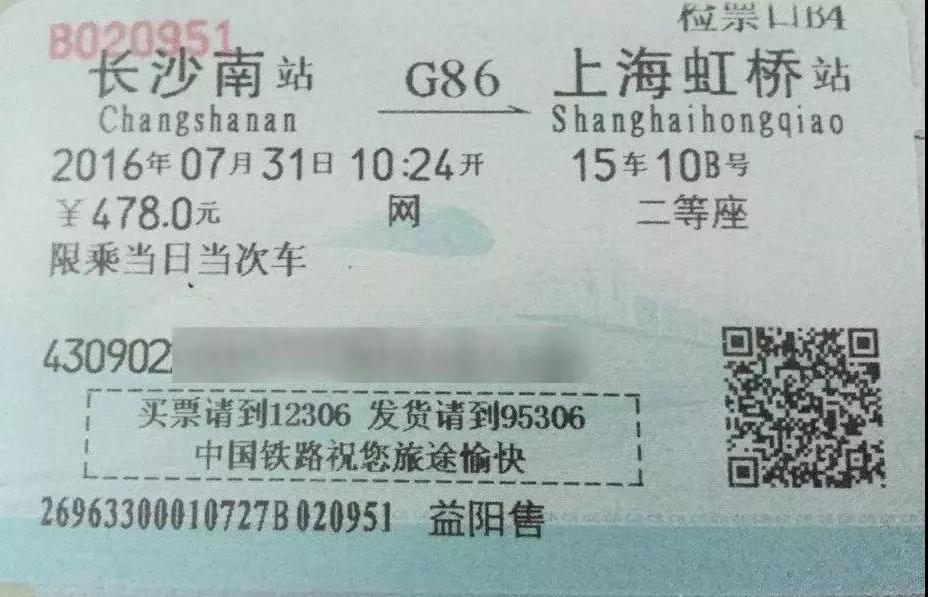 B020951
检票口B4
长沙南站 G86 上海虹桥站
Changshanan Shanghaihongqiao
2016年07月31日 10:24开 15车10B号
￥478.0元 网 二等座
限乘当日当次车
430902
买票请到12306 发货请到95306
中国铁路祝您旅途愉快
26963300010727B020951 益阳售